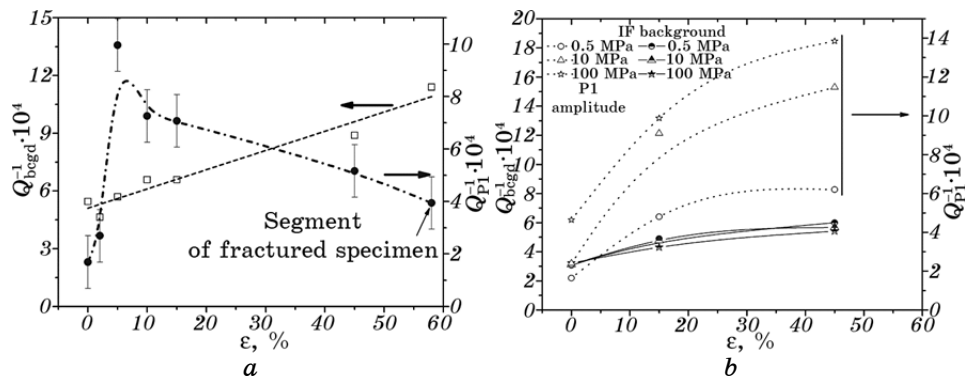 15
12
9
6
3
0
Q⁻¹bcgd·10⁴
0 10 20 30 40 50 60
ε, %
10
8
6
4
2
0
Q⁻¹P1·10⁴
Segment
of fractured specimen
a
20
18
16
14
12
10
8
6
4
2
0
Q⁻¹bcgd·10⁴
IF background
0.5 MPa 0.5 MPa
10 MPa 10 MPa
100 MPa 100 MPa
P1
amplitude
0 10 20 30 40 50 60
ε, %
14
12
10
8
6
4
2
0
Q⁻¹P1·10⁴
b